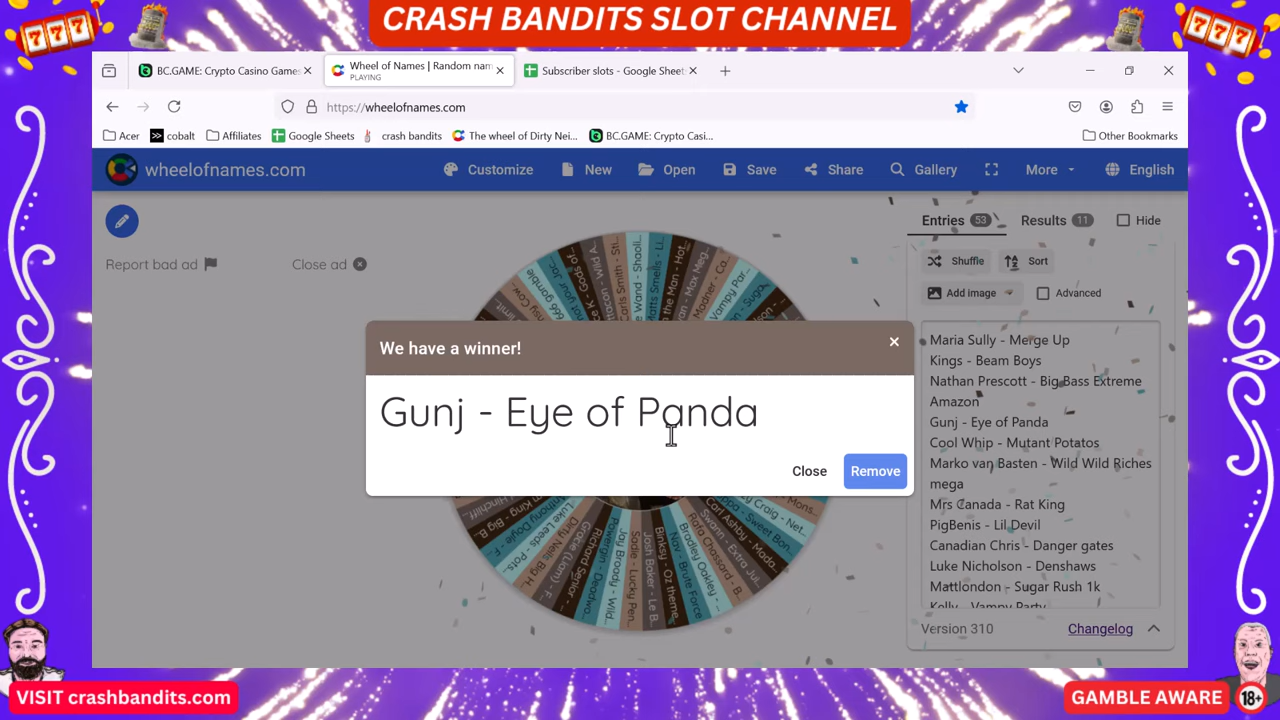 CRASH BANDITS SLOT CHANNEL
777
777
BC.GAME: Crypto Casino Games
Wheel of Names | Random nam
PLAYING
Subscriber slots - Google Sheet
https://wheelofnames.com
Acer
cobalt
Affiliates
Google Sheets
crash bandits
The wheel of Dirty Nei...
BC.GAME: Crypto Casi...
Other Bookmarks
wheelofnames.com
Customize
New
Open
Save
Share
Gallery
More
English
Report bad ad
Close ad
Entries 53
Results 11
Hide
Shuffle
Sort
Add image
Advanced
We have a winner!
Gunj - Eye of Panda
Close
Remove
Maria Sully - Merge Up
Kings - Beam Boys
Nathan Prescott - Big Bass Extreme
Amazon
Gunj - Eye of Panda
Cool Whip - Mutant Potatos
Marko van Basten - Wild Wild Riches
mega
Mrs Canada - Rat King
PigBenis - Lil Devil
Canadian Chris - Danger gates
Luke Nicholson - Denshaws
Mattlondon - Sugar Rush 1k
Kelly - Vampy Party
Version 310
Changelog
VISIT crashbandits.com
GAMBLE AWARE
18+